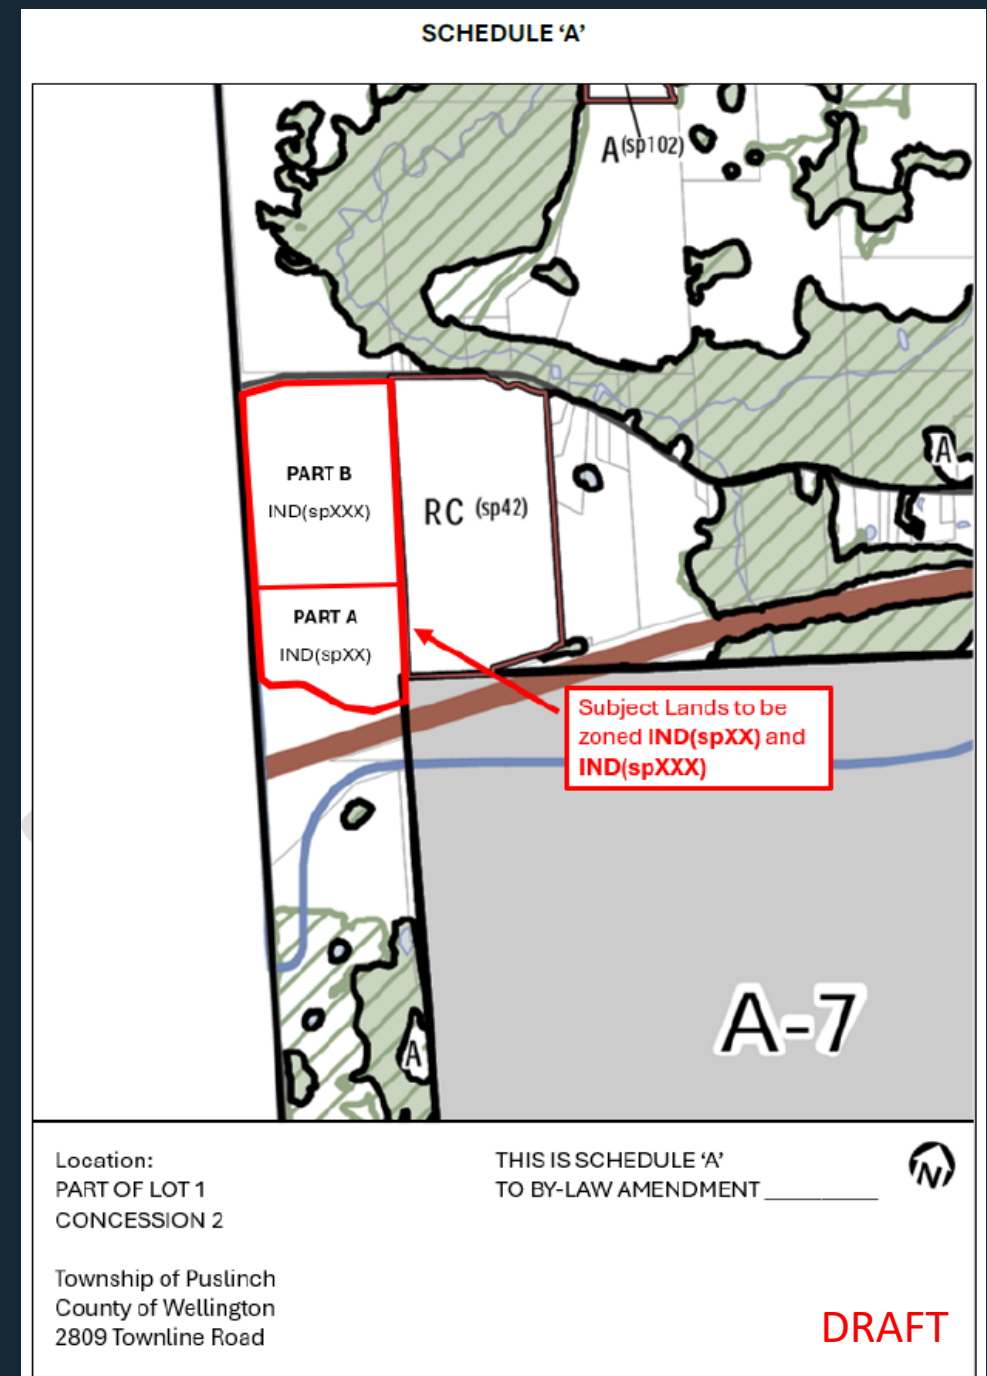 SCHEDULE ‘A’
A(sp102)
A
PART B
IND(spXXX)
RC (sp42)
PART A
IND(spXX)
Subject Lands to be
zoned IND(spXX) and
IND(spXXX)
A-7
A
Location:
PART OF LOT 1
CONCESSION 2
THIS IS SCHEDULE ‘A’
TO BY-LAW AMENDMENT __________
N
Township of Puslinch
County of Wellington
2809 Townline Road
DRAFT